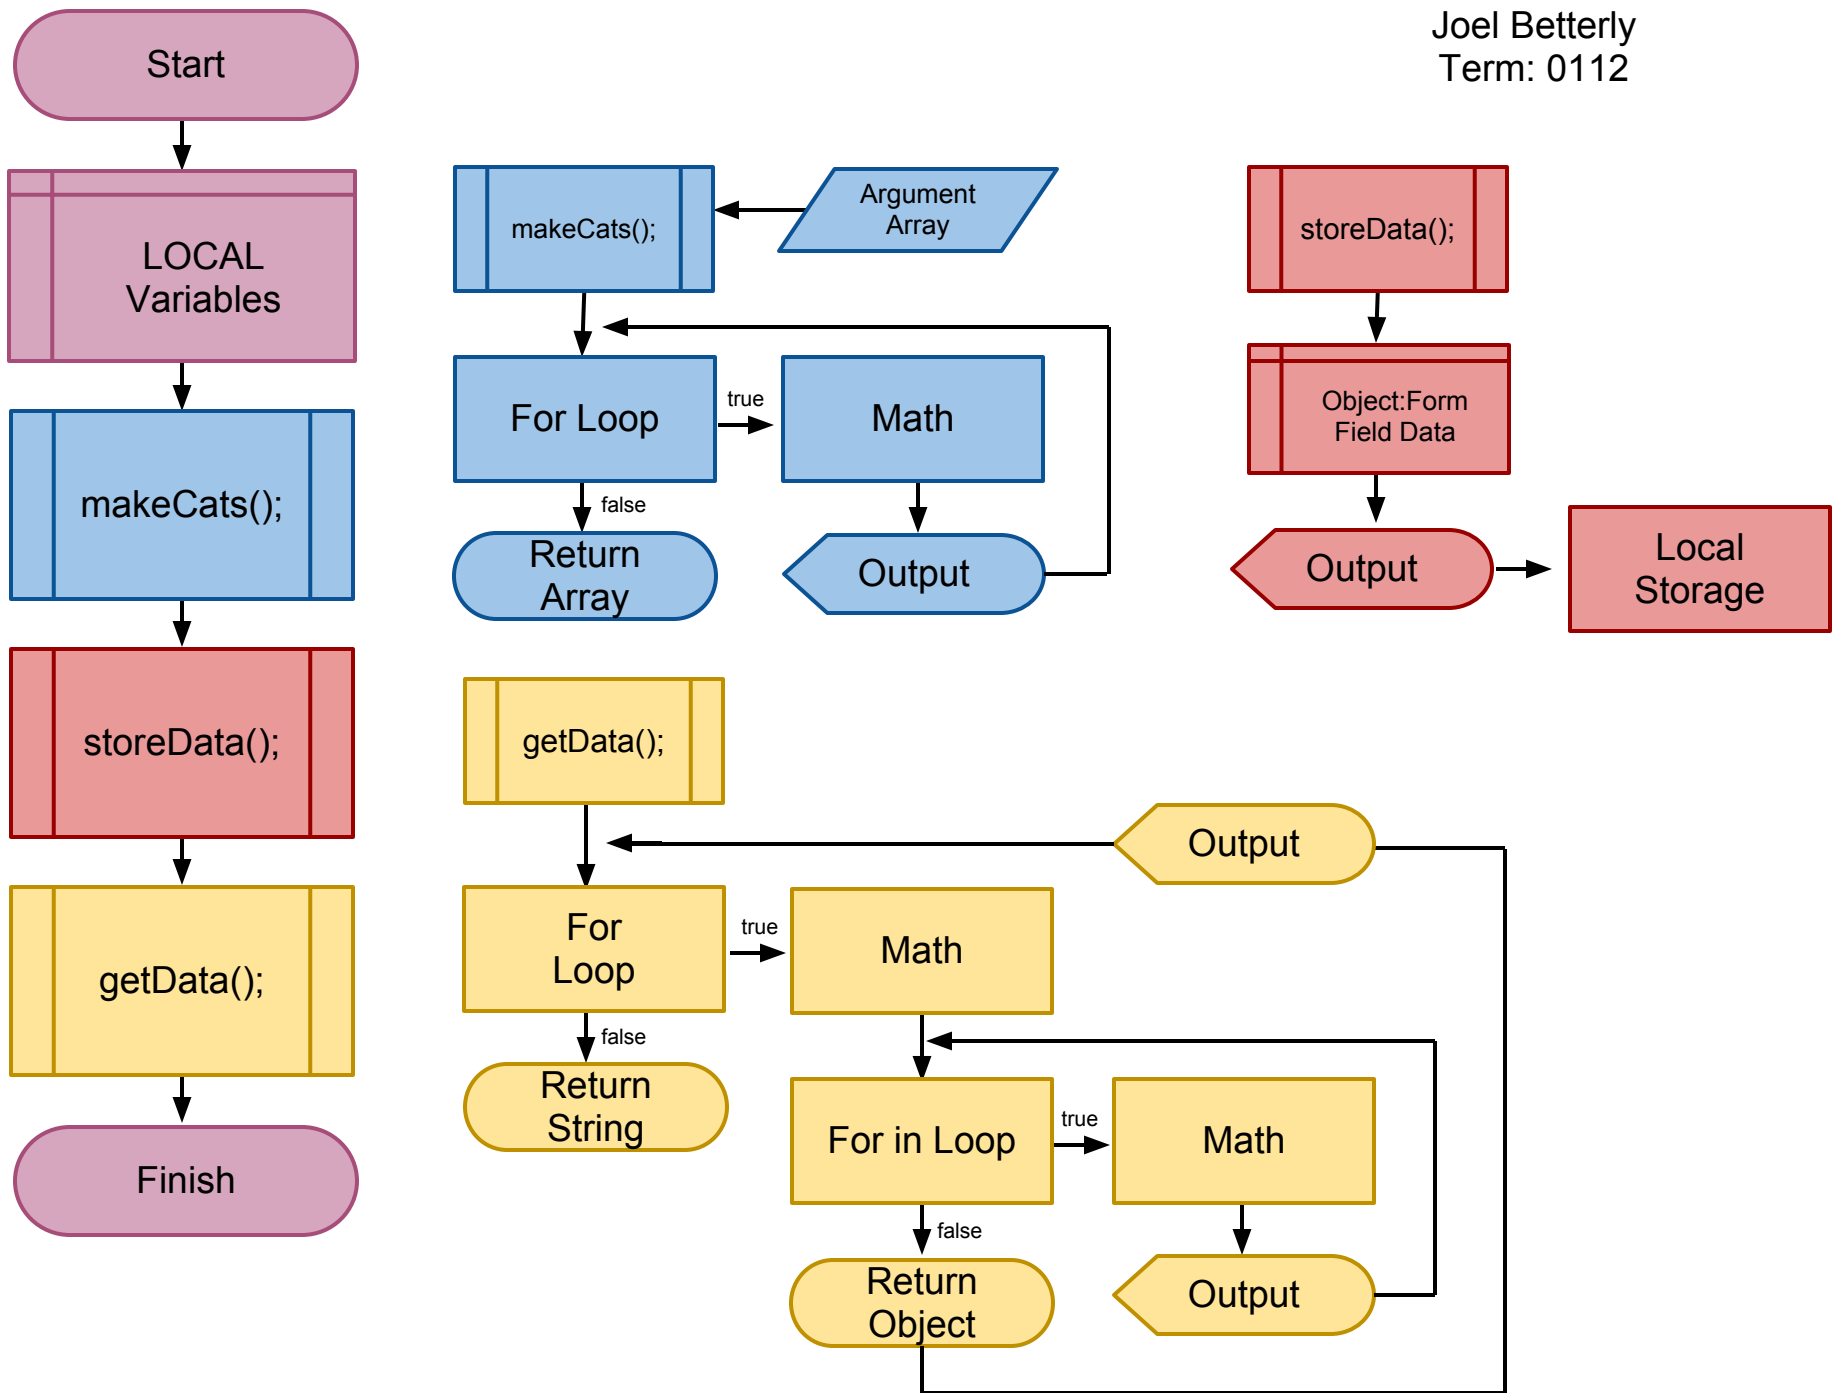 Joel Betterly
Term: 0112
Start
LOCAL
Variables
makeCats();
storeData();
getData();
Finish
makeCats();
Argument
Array
For Loop
true
Math
false
Return
Array
Output
storeData();
Object:Form
Field Data
Output
Local
Storage
getData();
Output
For
Loop
true
Math
false
Return
String
For in Loop
true
Math
false
Return
Object
Output